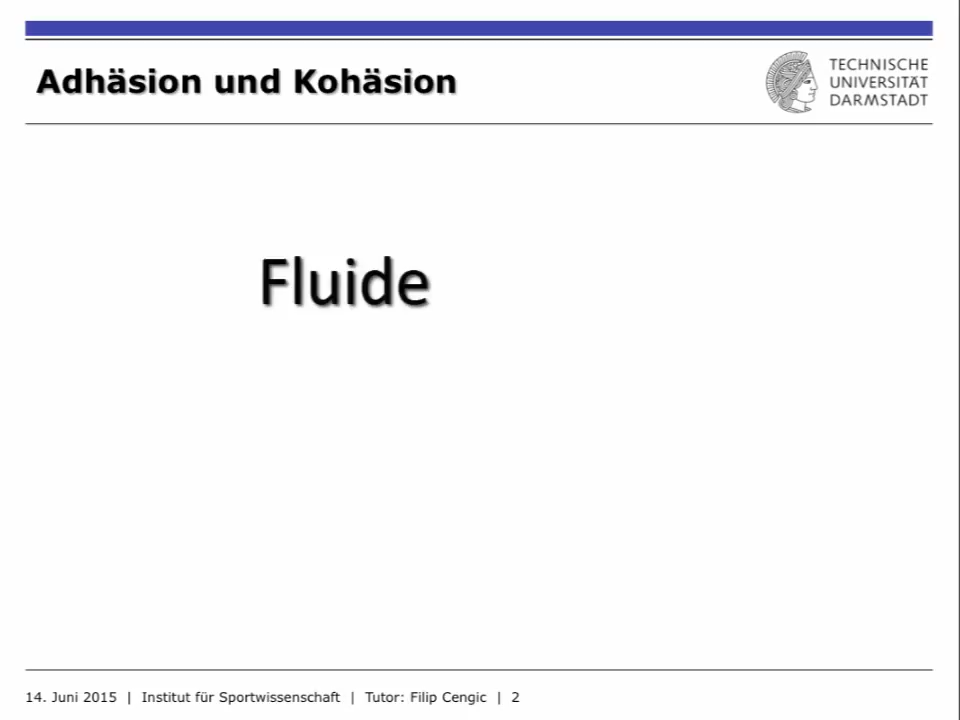 Adhäsion und Kohäsion
TECHNISCHE
UNIVERSITÄT
DARMSTADT
Fluide
14. Juni 2015 | Institut für Sportwissenschaft | Tutor: Filip Cengic | 2